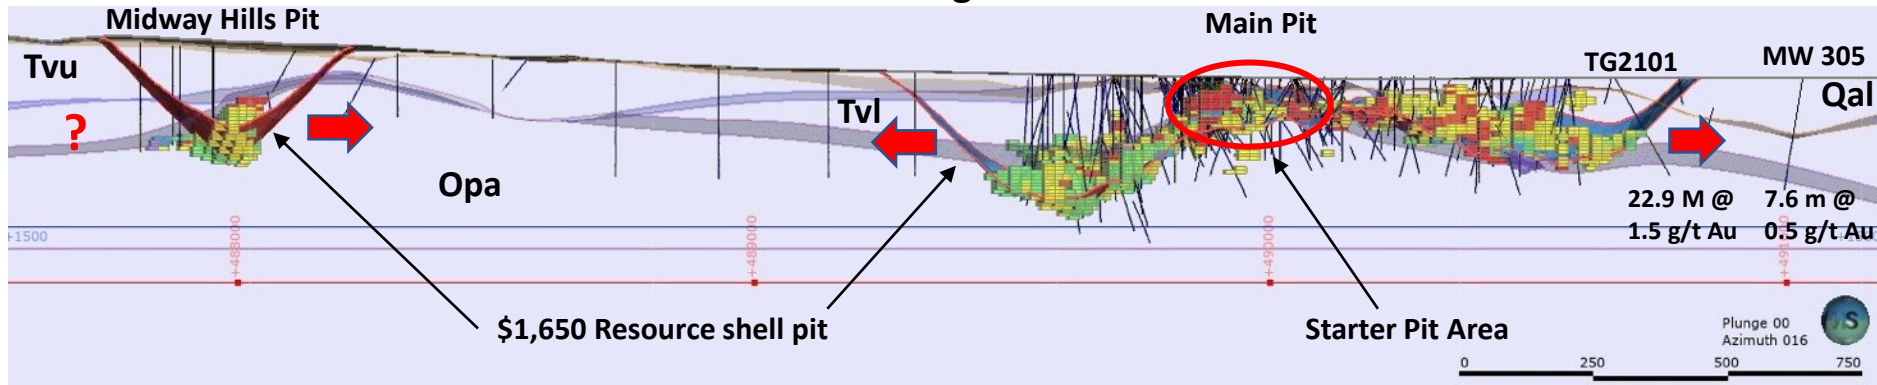 Midway Hills Pit
Main Pit
Tvu
TG2101
MW 305
Qal
Tvl
?
Opa
22.9 M @
1.5 g/t Au
7.6 m @
0.5 g/t Au
+1500
+488000
+489000
+490000
$1,650 Resource shell pit
Starter Pit Area
Plunge 00
Azimuth 016
S
0 250 500 750